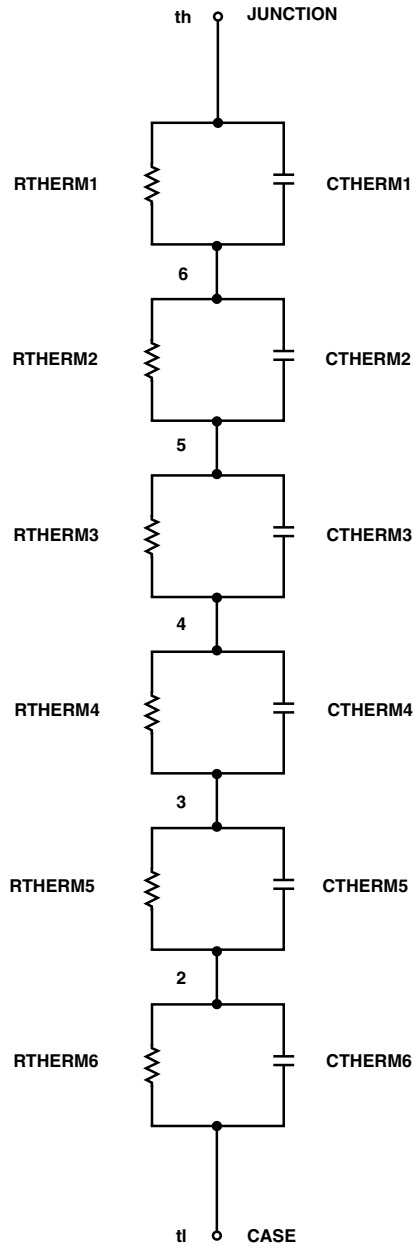 th JUNCTION
RTHERM1 CTHERM1
6
RTHERM2 CTHERM2
5
RTHERM3 CTHERM3
4
RTHERM4 CTHERM4
3
RTHERM5 CTHERM5
2
RTHERM6 CTHERM6
tl CASE